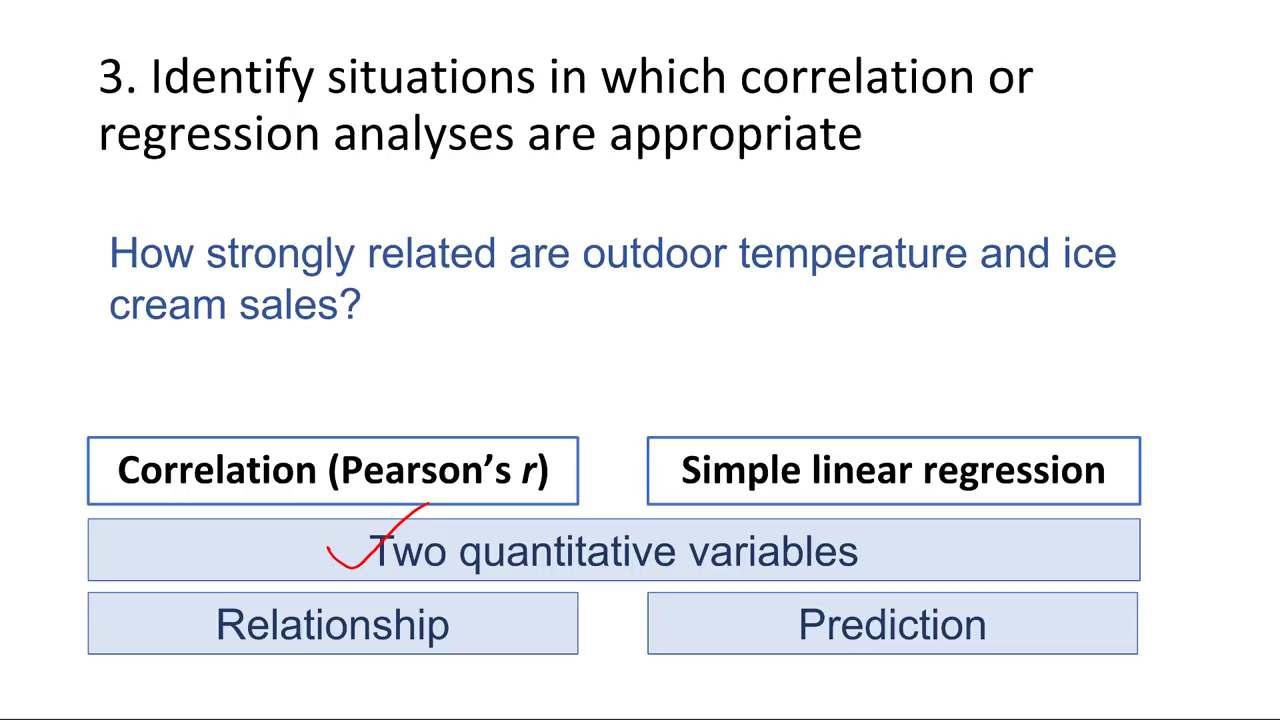 3. Identify situations in which correlation or
regression analyses are appropriate
How strongly related are outdoor temperature and ice
cream sales?
Correlation (Pearson’s r)
Simple linear regression
Two quantitative variables
Relationship
Prediction